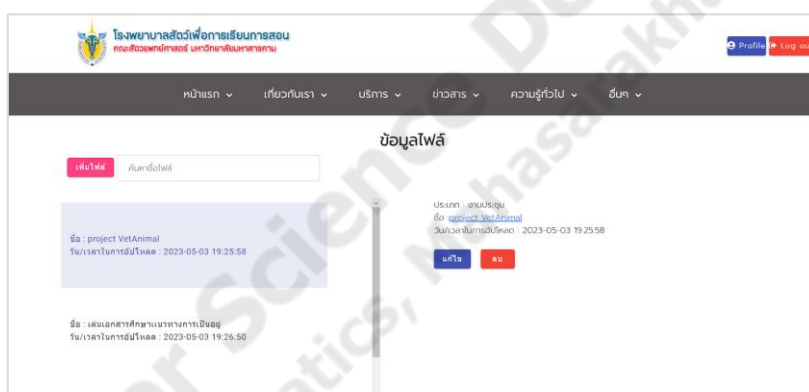 โรงพยาบาลสัตว์เพื่อการเรียนการสอน
คณะสัตวแพทย์ศาสตร์ มหาวิทยาลัยมหาสารคาม
Profile Log ou
หน้าแรก เกี่ยวกับเรา บริการ ข่าวสาร ความรู้ทั่วไป อื่นๆ
ข้อมูลไฟล์
เพิ่มไฟล์ ค้นหาชื่อไฟล์
ชื่อ : project VetAnimal
วัน/เวลาในการอัปโหลด : 2023-05-03 19:25:58
ชื่อ : เล่มเอกสารศึกษาแนวทางการเป็นอยู่
วัน/เวลาในการอัปโหลด : 2023-05-03 19:26:50
ประเภท : งานประชุม
ชื่อ :project VetAnimal
วัน/เวลาในการอัปโหลด : 2023-05-03 19:25:58
แก้ไข ลบ